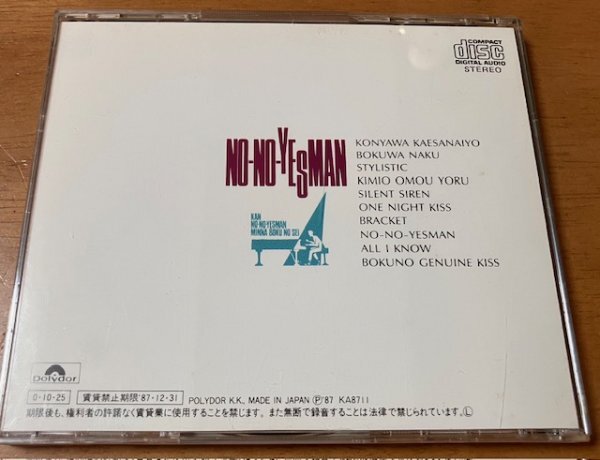 COMPACT
disc
DIGITAL AUDIO
STEREO
NO-NO-YESMAN
KAN
NO-NO-YESMAN
MINNA BOKU NO SEI
KONYAWA KAESANAIYO
BOKUWA NAKU
STYLISTIC
KIMIO OMOU YORU
SILENT SIREN
ONE NIGHT KISS
BRACKET
NO-NO-YESMAN
ALL I KNOW
BOKUNO GENUINE KISS
polydor
O·10·25
賃貸禁止期限'87·12·31
POLYDOR K.K., MADE IN JAPAN Ⓟ'87 KA8711
期限後も、権利者の許諾なく賃貸業に使用することを禁じます。また無断で録音することは法律で禁じられています。Ⓛ